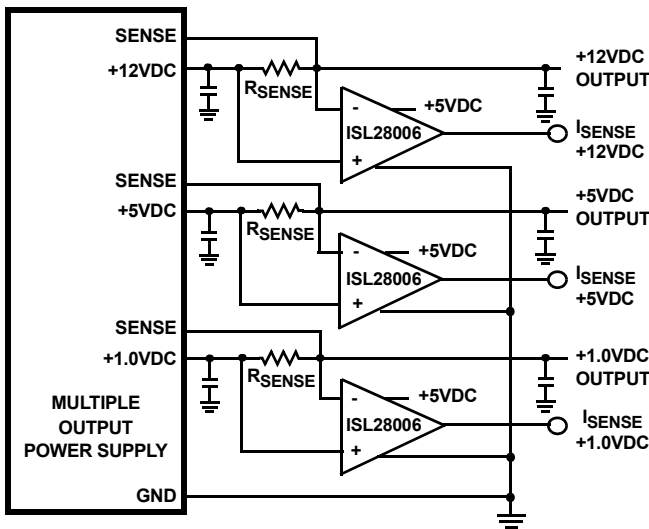 SENSE
+12VDC
RSENSE
+5VDC
-
ISL28006
+
+12VDC
OUTPUT
ISENSE
+12VDC
SENSE
+5VDC
RSENSE
+5VDC
-
ISL28006
+
+5VDC
OUTPUT
ISENSE
+5VDC
SENSE
+1.0VDC
RSENSE
+5VDC
-
ISL28006
+
+1.0VDC
OUTPUT
ISENSE
+1.0VDC
MULTIPLE
OUTPUT
POWER SUPPLY
GND